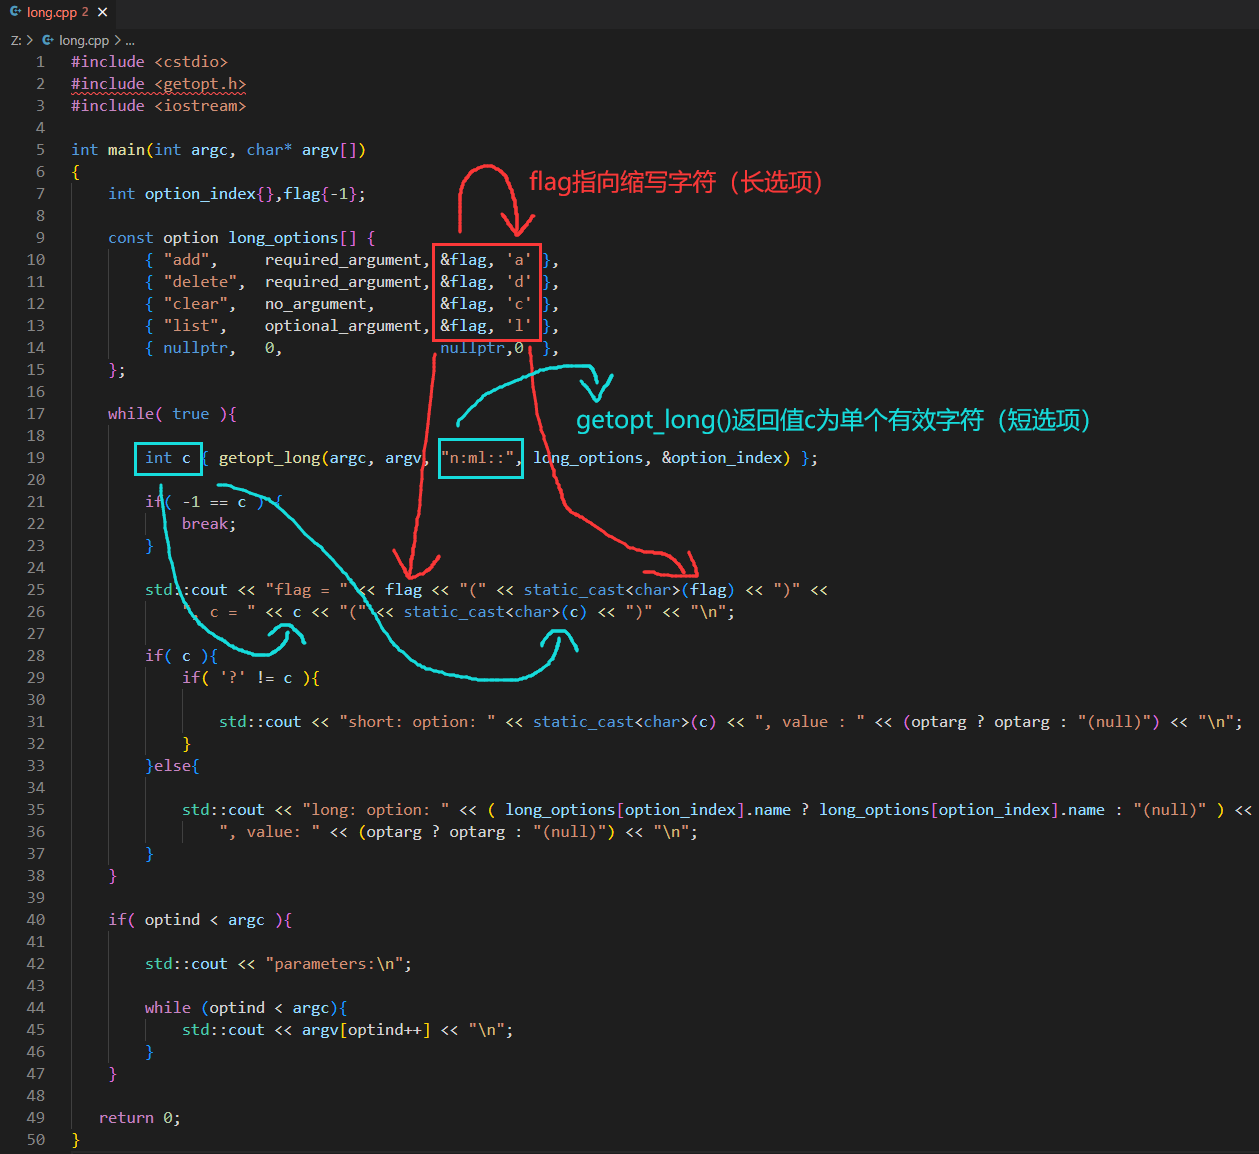 long.cpp 2 ×
Z: > long.cpp > ...
1 #include <cstdio>
2 #include <getopt.h>
3 #include <iostream>
4
5 int main(int argc, char* argv[])
6 {
7 int option_index{},flag{-1};
flag指向缩写字符（长选项）
8
9 const option long_options[] {
10 { "add", required_argument, &flag, 'a' },
11 { "delete", required_argument, &flag, 'd' },
12 { "clear", no_argument, &flag, 'c' },
13 { "list", optional_argument, &flag, 'l' },
14 { nullptr, 0, nullptr,0 },
15 };
16
17 while( true ){
getopt_long()返回值c为单个有效字符（短选项）
18
19 int c { getopt_long(argc, argv, "n:ml::", long_options, &option_index) };
20
21 if( -1 == c ) {
22 break;
23 }
24
25 std::cout << "flag = " << flag << "(" << static_cast<char>(flag) << ")" <<
26 " c = " << c << "(" << static_cast<char>(c) << ")" << "\n";
27
28 if( c ){
29 if( '?' != c ){
30
31 std::cout << "short: option: " << static_cast<char>(c) << ", value : " << (optarg ? optarg : "(null)") << "\n";
32 }
33 }else{
34
35 std::cout << "long: option: " << ( long_options[option_index].name ? long_options[option_index].name : "(null)" ) <<
36 ", value: " << (optarg ? optarg : "(null)") << "\n";
37 }
38 }
39
40 if( optind < argc ){
41
42 std::cout << "parameters:\n";
43
44 while (optind < argc){
45 std::cout << argv[optind++] << "\n";
46 }
47 }
48
49 return 0;
50 }